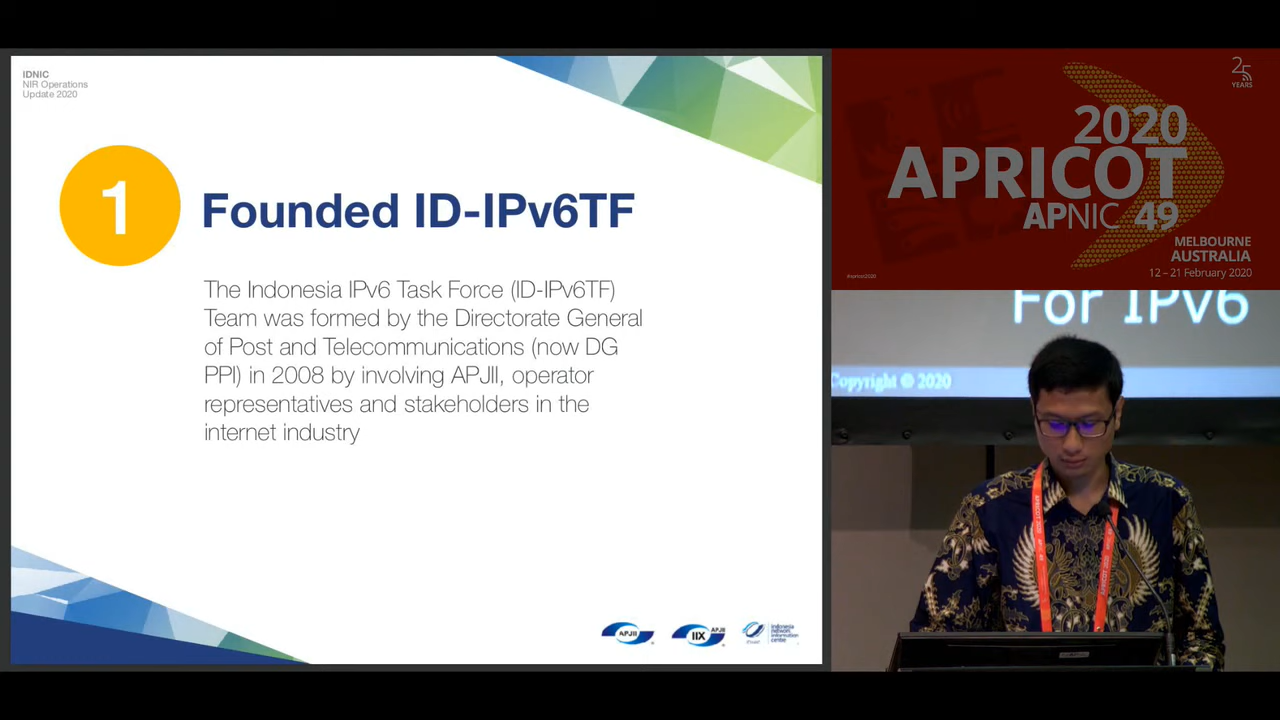 IDNIC
NIR Operations
Update 2020
1
Founded ID-IPv6TF
The Indonesia IPv6 Task Force (ID-IPv6TF)
Team was formed by the Directorate General
of Post and Telecommunications (now DG
PPI) in 2008 by involving APJII, operator
representatives and stakeholders in the
internet industry
APJII
IIX
APJII
indonesia
network
information
centre
25
YEARS
2020
APRICOT
APNIC 49
MELBOURNE
AUSTRALIA
12 – 21 February 2020
#apricot2020
For IPv6
Copyright © 2020